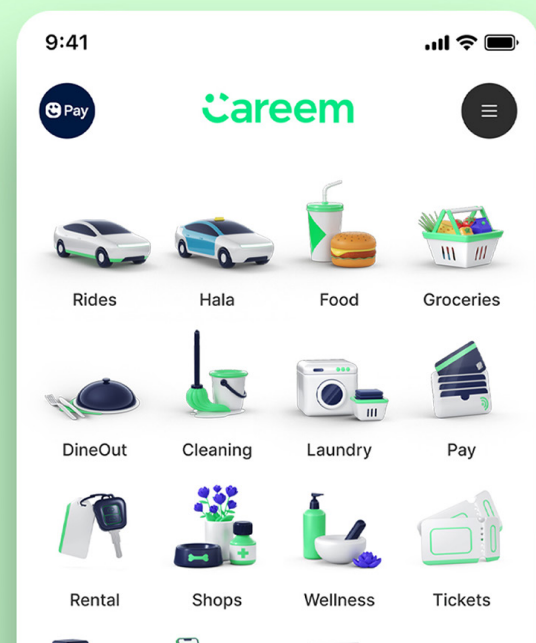 9:41
Pay
Careem
Rides
Hala
Food
Groceries
DineOut
Cleaning
Laundry
Pay
Rental
Shops
Wellness
Tickets